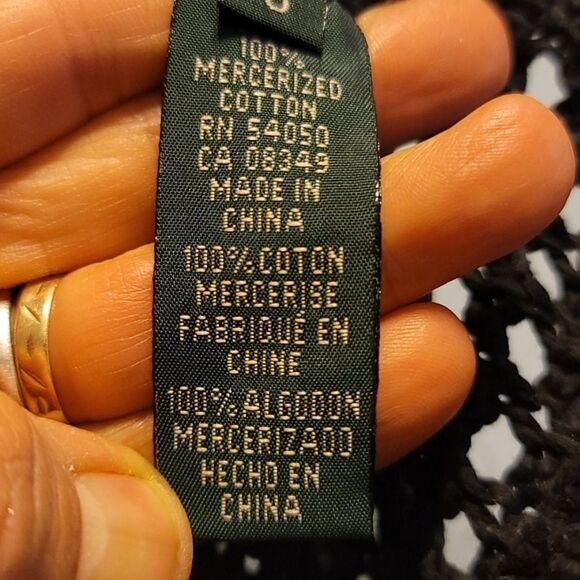 100%
MERCERIZED
COTTON
RN 54050
CA 08349
MADE IN
CHINA
100% COTON
MERCERISE
FABRIQUÉ EN
CHINE
100% ALGODON
MERCERIZADO
HECHO EN
CHINA